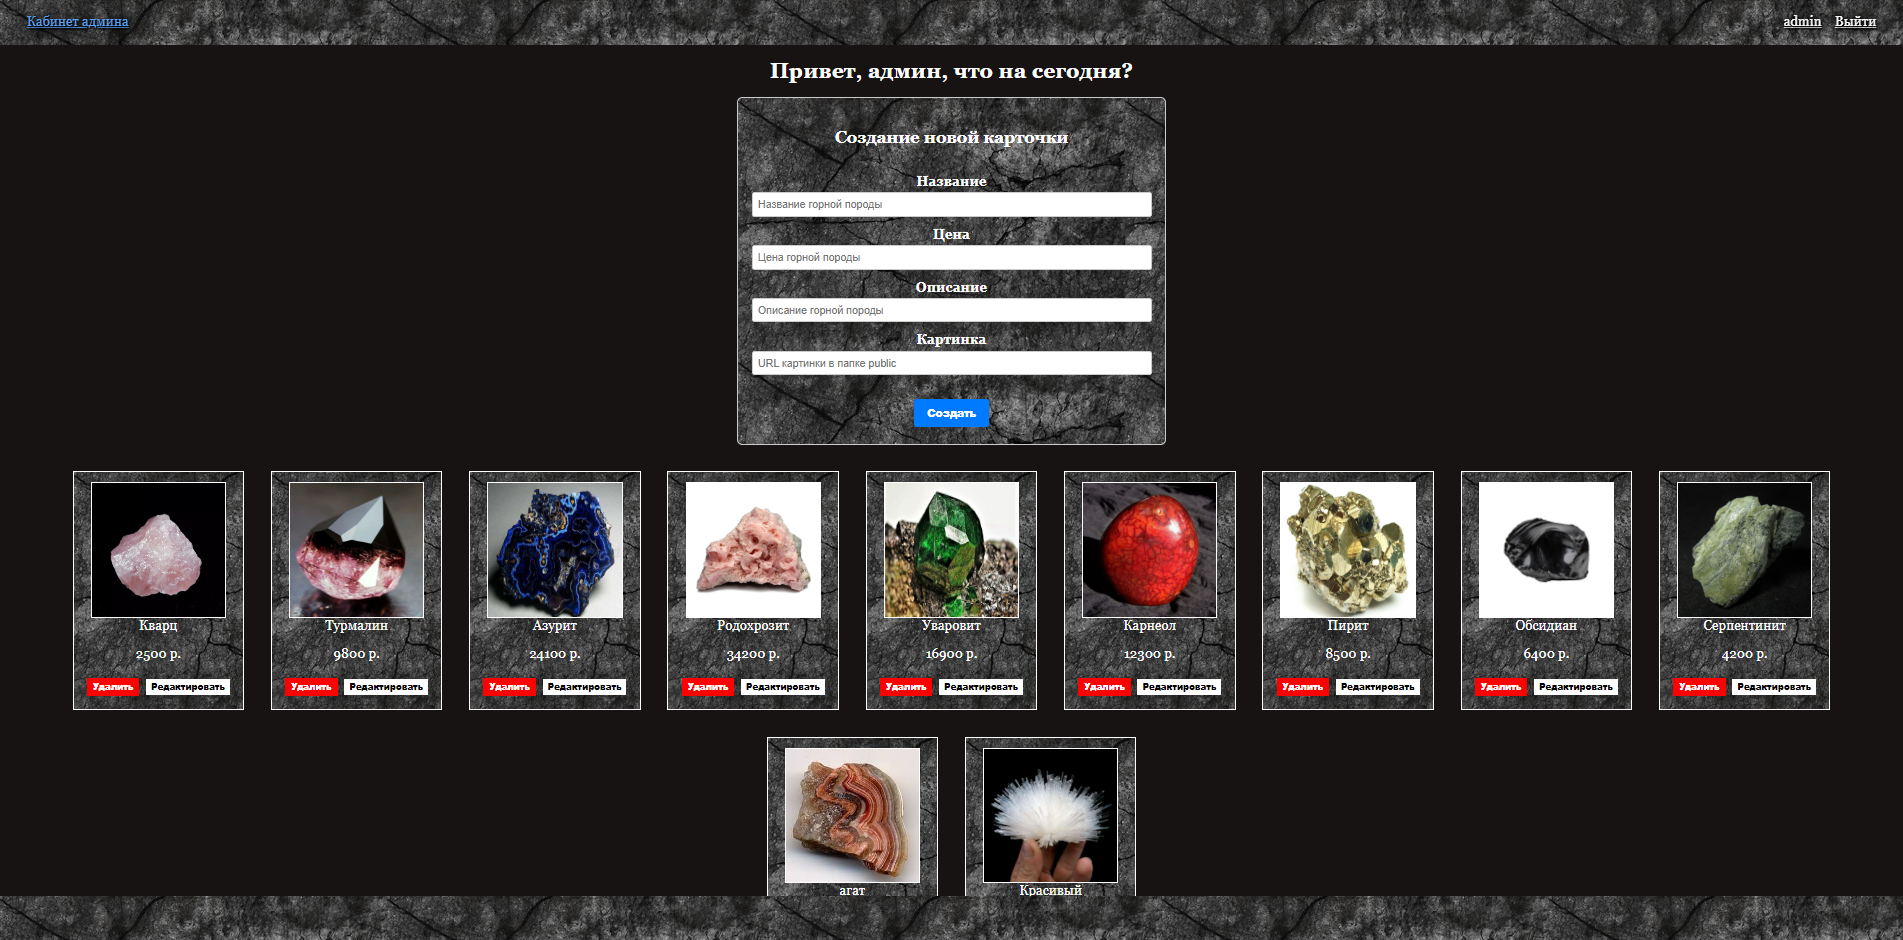 Кабинет админа
admin Выйти
Привет, админ, что на сегодня?
Создание новой карточки
Название
Название горной породы
Цена
Цена горной породы
Описание
Описание горной породы
Картинка
URL картинки в папке public
Создать
Кварц
2500 р.
Удалить Редактировать
Турмалин
9800 р.
Удалить Редактировать
Азурит
24100 р.
Удалить Редактировать
Родохрозит
34200 р.
Удалить Редактировать
Уваровит
16900 р.
Удалить Редактировать
Карнеол
12300 р.
Удалить Редактировать
Пирит
8500 р.
Удалить Редактировать
Обсидиан
6400 р.
Удалить Редактировать
Серпентинит
4200 р.
Удалить Редактировать
агат
Красивый